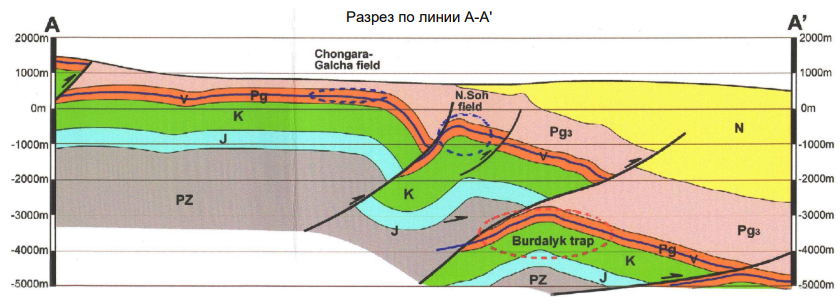 Разрез по линии А-А'
A
A'
2000m
1000m
0m
-1000m
-2000m
-3000m
-4000m
-5000m
2000m
1000m
0m
-1000m
-2000m
-3000m
-4000m
-5000m
Chongara-
Galcha field
N.Soh
field
V
Pg
K
J
PZ
Pg3
N
V
K
J
Burdalyk trap
Pg3
Pg
V
K
J
PZ